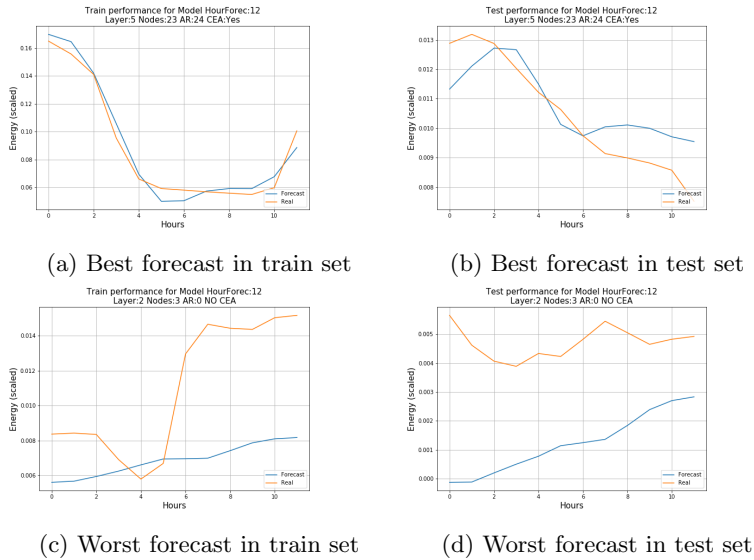 Train performance for Model HourForec:12
Layer:5 Nodes:23 AR:24 CEA:Yes
0.16
0.14
0.12
0.10
0.08
0.06
Energy (scaled)
0 2 4 6 8 10
Hours
Forecast
Real
(a) Best forecast in train set
Test performance for Model HourForec:12
Layer:5 Nodes:23 AR:24 CEA:Yes
0.013
0.012
0.011
0.010
0.009
0.008
Energy (scaled)
0 2 4 6 8 10
Hours
Forecast
Real
(b) Best forecast in test set
Train performance for Model HourForec:12
Layer:2 Nodes:3 AR:0 NO CEA
0.014
0.012
0.010
0.008
0.006
Energy (scaled)
0 2 4 6 8 10
Hours
Forecast
Real
(c) Worst forecast in train set
Test performance for Model HourForec:12
Layer:2 Nodes:3 AR:0 NO CEA
0.005
0.004
0.003
0.002
0.001
0.000
Energy (scaled)
0 2 4 6 8 10
Hours
Forecast
Real
(d) Worst forecast in test set